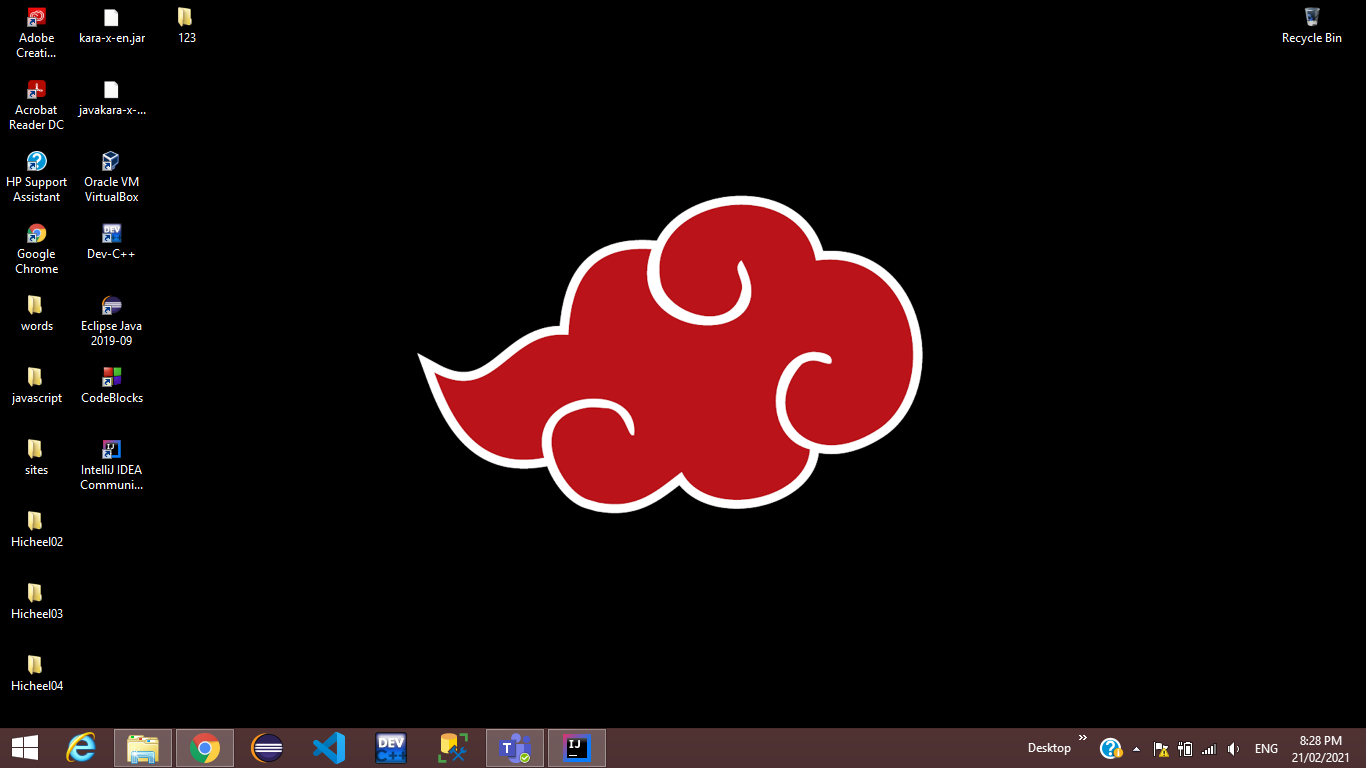 Adobe
Creati...
Acrobat
Reader DC
HP Support
Assistant
Google
Chrome
words
javascript
sites
Hicheel02
Hicheel03
Hicheel04
kara-x-en.jar
javakara-x-...
Oracle VM
VirtualBox
DEV
Dev-C++
Eclipse Java
2019-09
CodeBlocks
IJ
IntelliJ IDEA
Communi...
123
Recycle Bin
DEV
C++
T
IJ
Desktop
ENG
8:28 PM
21/02/2021